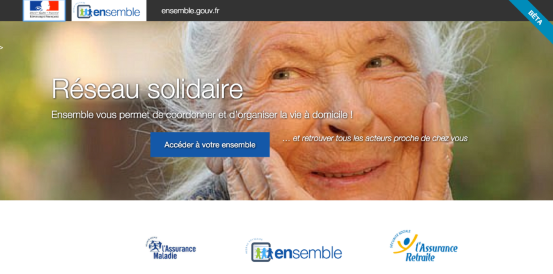 ensemble
ensemble.gouv.fr
BÊTA
Réseau solidaire
Ensemble vous permet de coordonner et d'organiser la vie à domicile !
Accéder à votre ensemble
... et retrouver tous les acteurs proche de chez vous
l'Assurance
Maladie
ensemble
l'Assurance
Retraite